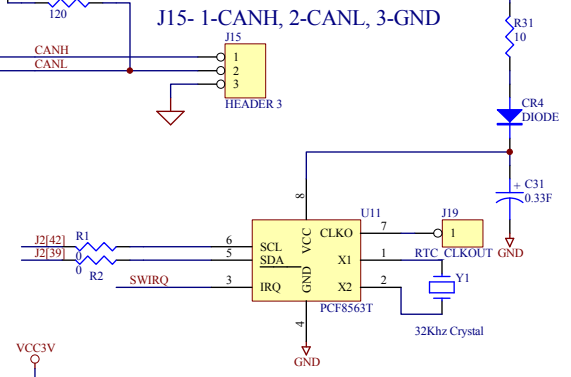 120
J15- 1-CANH, 2-CANL, 3-GND
R31
10
J15
CANH
1
CANL
2
3
HEADER 3
CR4
DIODE
+ C31
0.33F
8
U11
J19
VCC
CLKO
7
1
J2[42]
R1
6
SCL
J2[39]
0
5
SDA
X1
1
RTC_CLKOUT
GND
0
R2
SWIRQ
3
IRQ
GND
X2
2
Y1
PCF8563T
4
32Khz Crystal
VCC3V
GND